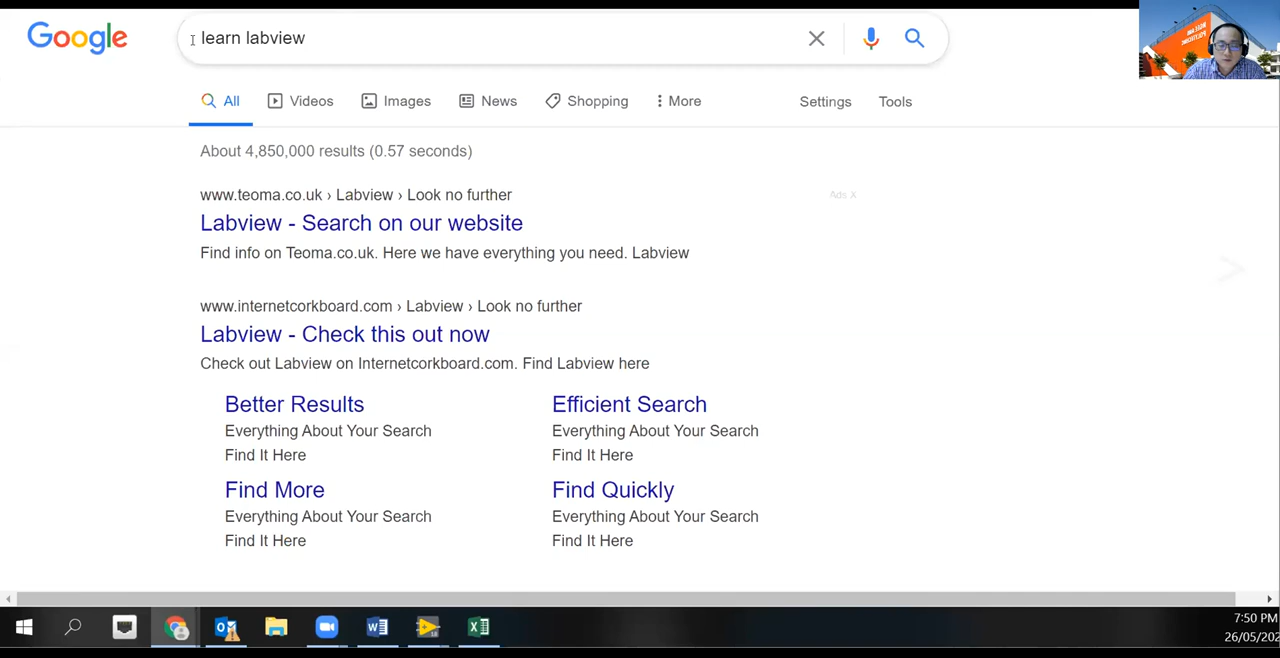 Google
learn labview
All Videos Images News Shopping More Settings Tools
About 4,850,000 results (0.57 seconds)
www.teoma.co.uk › Labview › Look no further
Ads X
Labview - Search on our website
Find info on Teoma.co.uk. Here we have everything you need. Labview
www.internetcorkboard.com › Labview › Look no further
Labview - Check this out now
Check out Labview on Internetcorkboard.com. Find Labview here
Better Results
Everything About Your Search
Find It Here
Efficient Search
Everything About Your Search
Find It Here
Find More
Everything About Your Search
Find It Here
Find Quickly
Everything About Your Search
Find It Here
7:50 PM
26/05/202